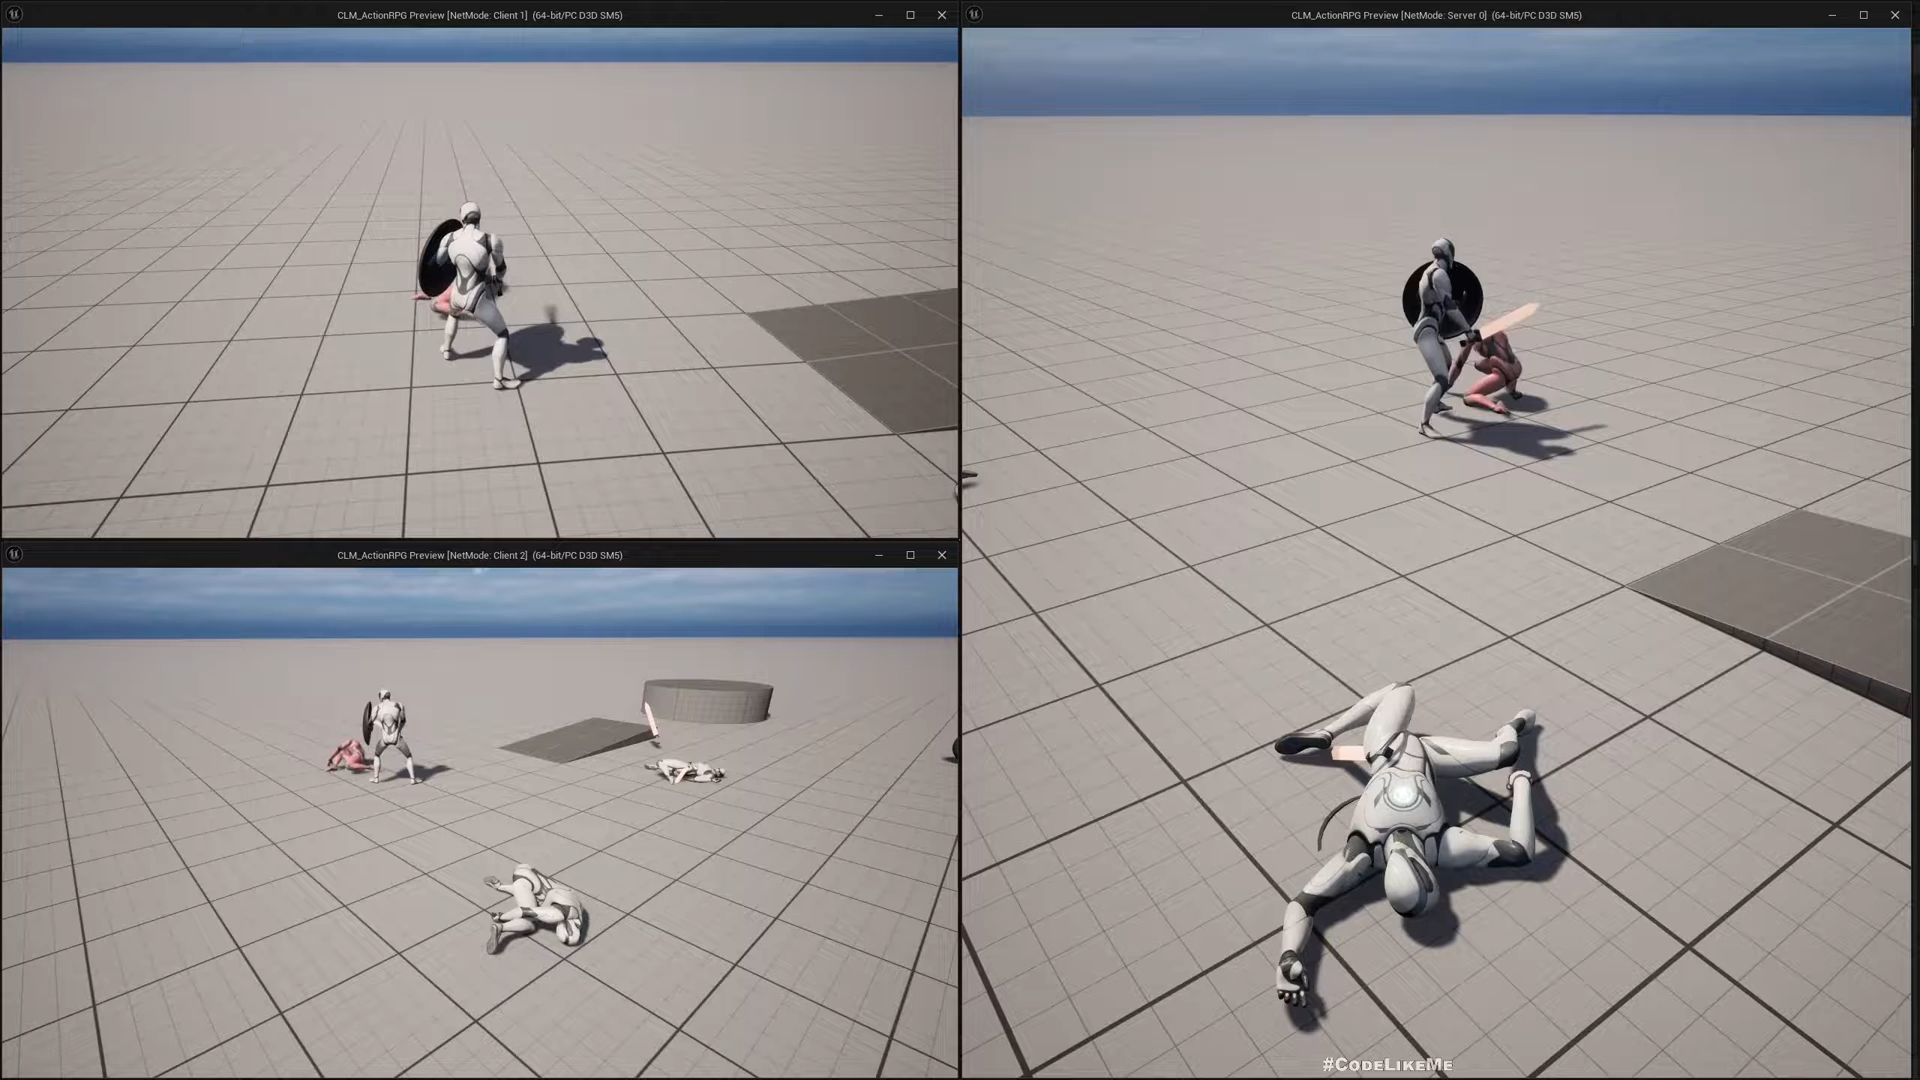 CLM_ActionRPG Preview [NetMode: Client 1] (64-bit/PC D3D SM5)
CLM_ActionRPG Preview [NetMode: Server 0] (64-bit/PC D3D SM5)
CLM_ActionRPG Preview [NetMode: Client 2] (64-bit/PC D3D SM5)
#CodeLikeMe